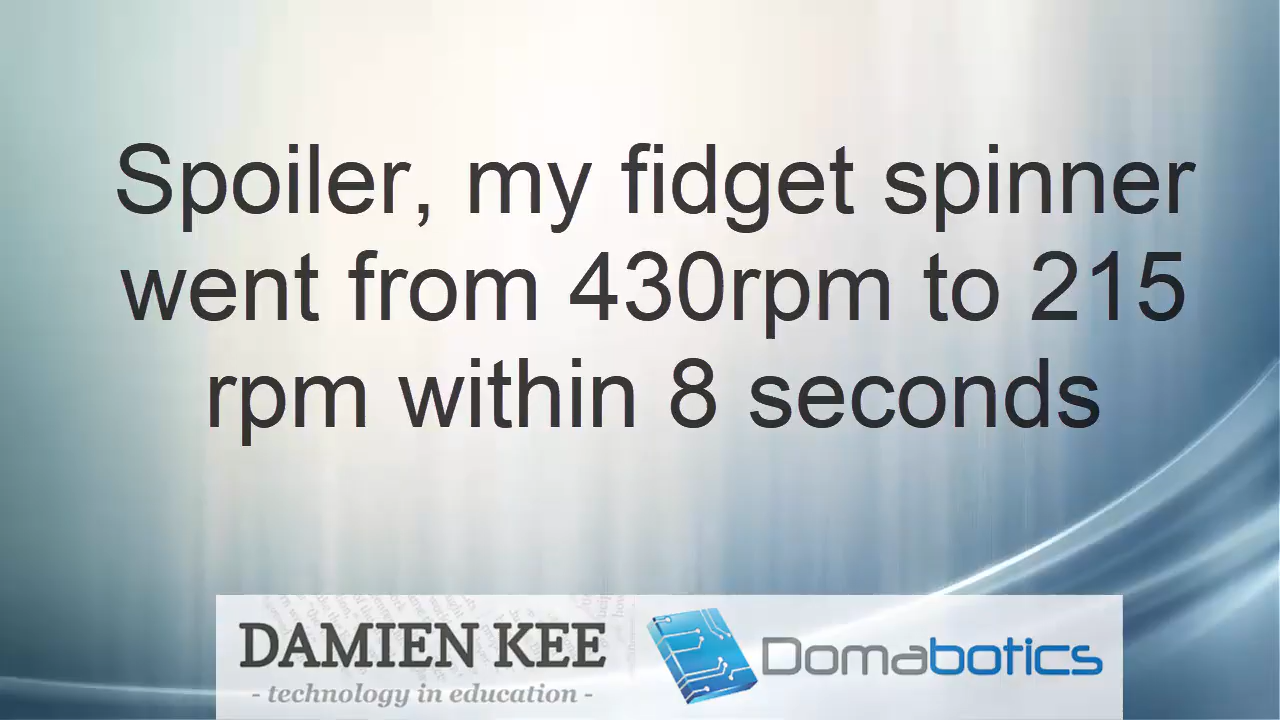 Spoiler, my fidget spinner
went from 430rpm to 215
rpm within 8 seconds
DAMIEN KEE
- technology in education -
Domabotics